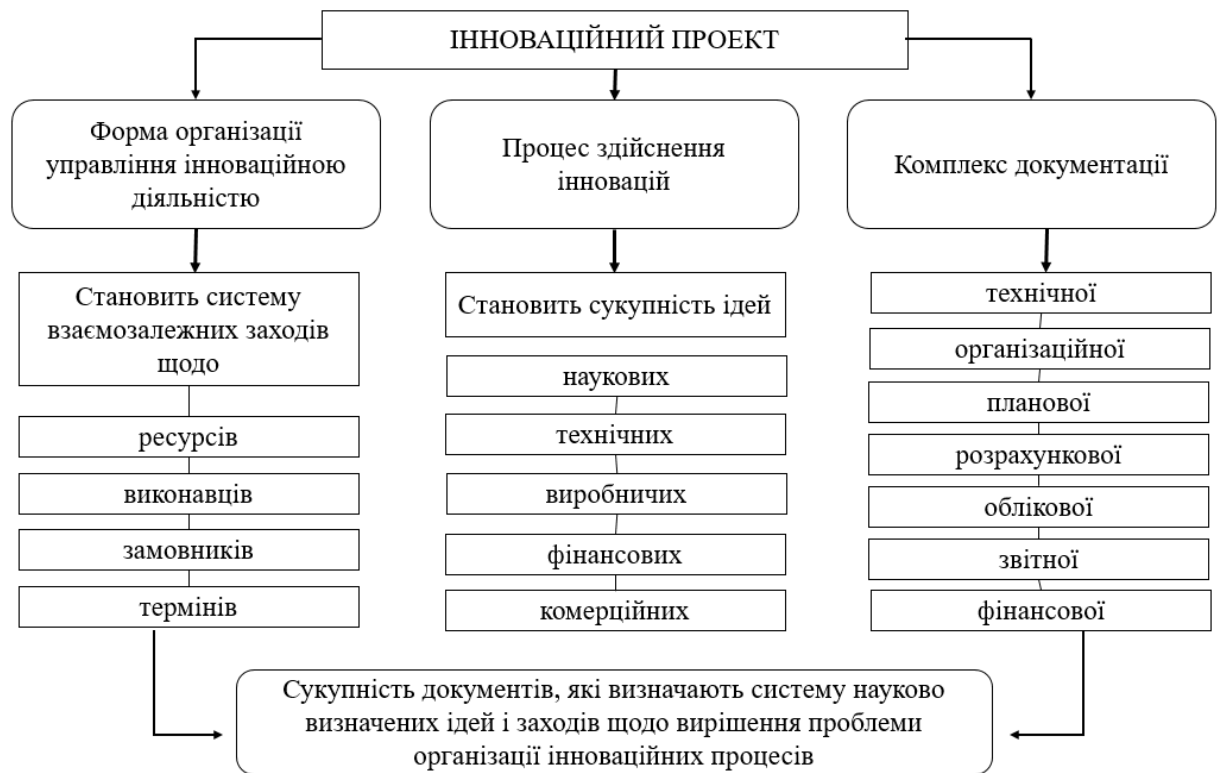 ІННОВАЦІЙНИЙ ПРОЕКТ
Форма організації
управління інноваційною
діяльністю
Процес здійснення
інновацій
Комплекс документації
Становить систему
взаємозалежних заходів
щодо
ресурсів
виконавців
замовників
термінів
Становить сукупність ідей
наукових
технічних
виробничих
фінансових
комерційних
технічної
організаційної
планової
розрахункової
облікової
звітної
фінансової
Сукупність документів, які визначають систему науково
визначених ідей і заходів щодо вирішення проблеми
організації інноваційних процесів